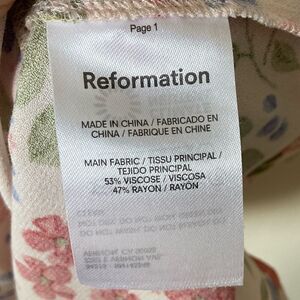 Page 1
Reformation
MADE IN CHINA / FABRICADO EN
CHINA / FABRIQUE EN CHINE
MAIN FABRIC / TISSU PRINCIPAL /
TEJIDO PRINCIPAL
53% VISCOSE / VISCOSA
47% RAYON / RAYÓN